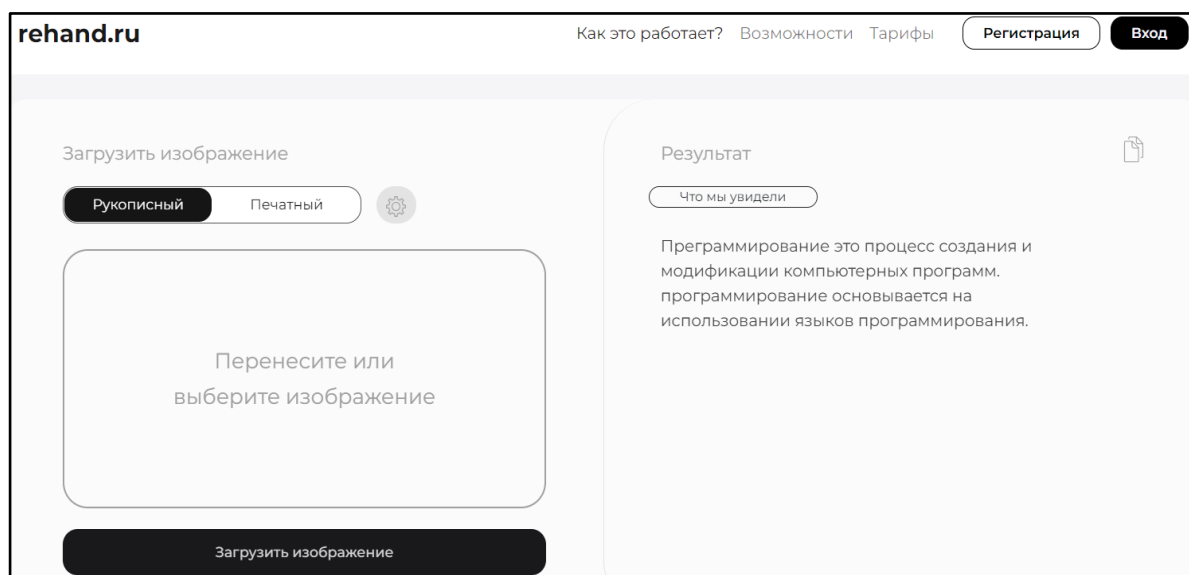 rehand.ru
Как это работает? Возможности Тарифы Регистрация Вход
Загрузить изображение
Рукописный Печатный
Перенесите или
выберите изображение
Загрузить изображение
Результат
Что мы увидели
Преграммирование это процесс создания и
модификации компьютерных программ.
программирование основывается на
использовании языков программирования.